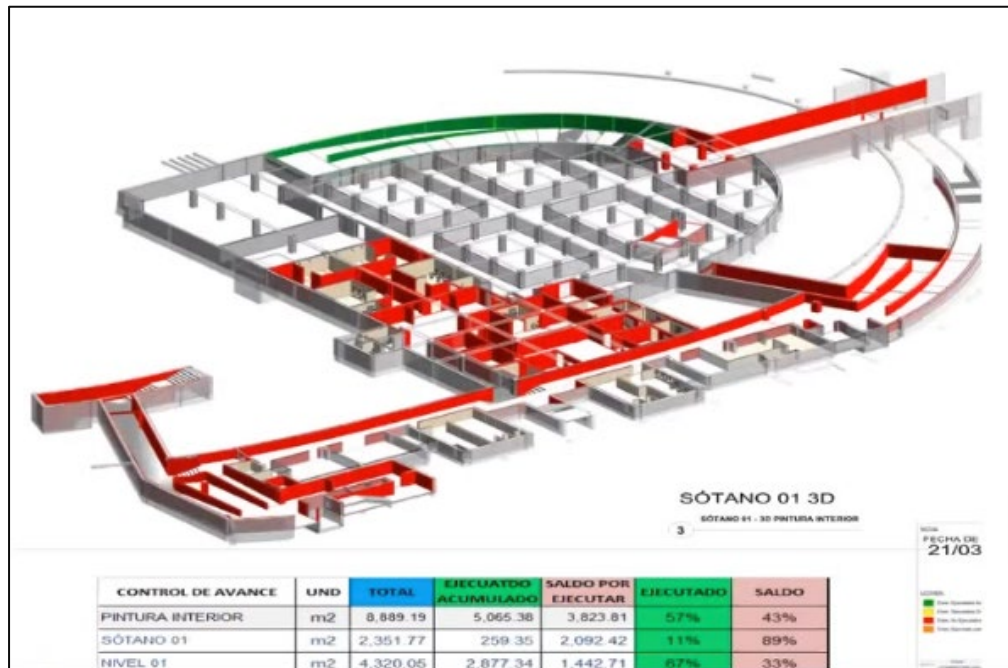 SÓTANO 01 3D
3 SÓTANO 01 - 3D PINTURA INTERIOR
FECHA DE
21/03
CONTROL DE AVANCE UND TOTAL EJECUATDO ACUMULADO SALDO POR EJECUTAR EJECUTADO SALDO
PINTURA INTERIOR m2 8,889.19 5,065.38 3,823.81 57% 43%
SÓTANO 01 m2 2,351.77 259.35 2,092.42 11% 89%
NIVEL 01 m2 4,320.05 2,877.34 1,442.71 67% 33%